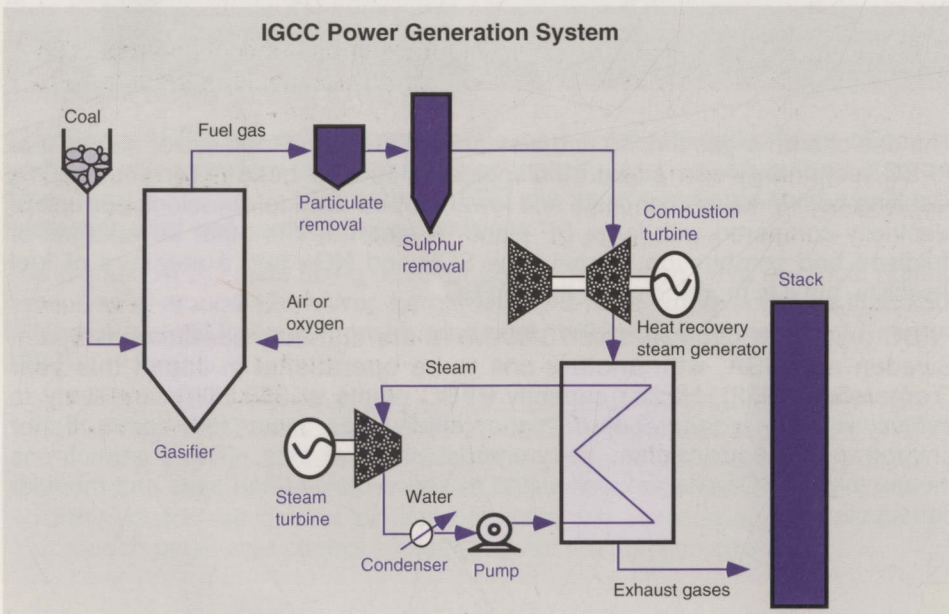 IGCC Power Generation System
Coal
Fuel gas
Particulate
removal
Sulphur
removal
Combustion
turbine
Stack
Air or
oxygen
Heat recovery
steam generator
Steam
Gasifier
Steam
turbine
Water
Condenser
Pump
Exhaust gases